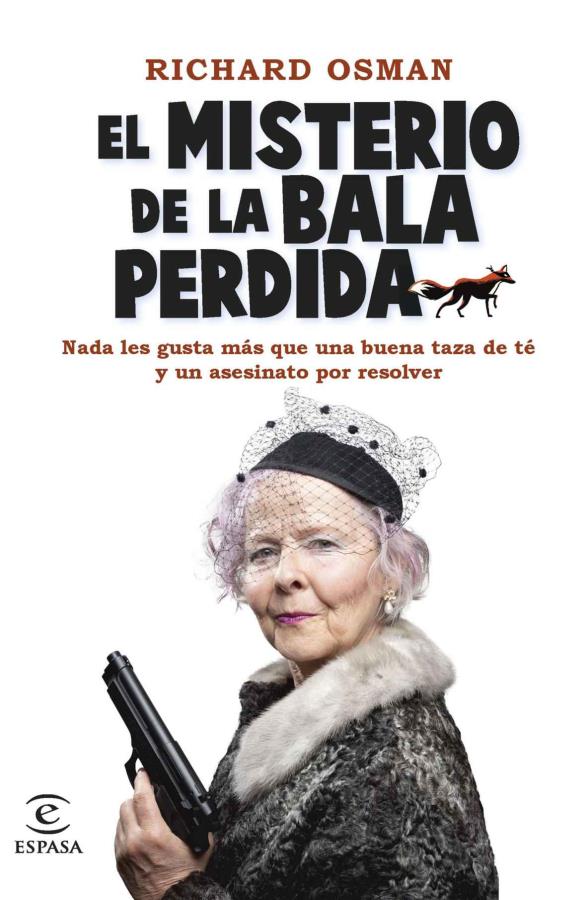 RICHARD OSMAN
EL MISTERIO
DE LA BALA
PERDIDA
Nada les gusta más que una buena taza de té
y un asesinato por resolver
e
ESPASA